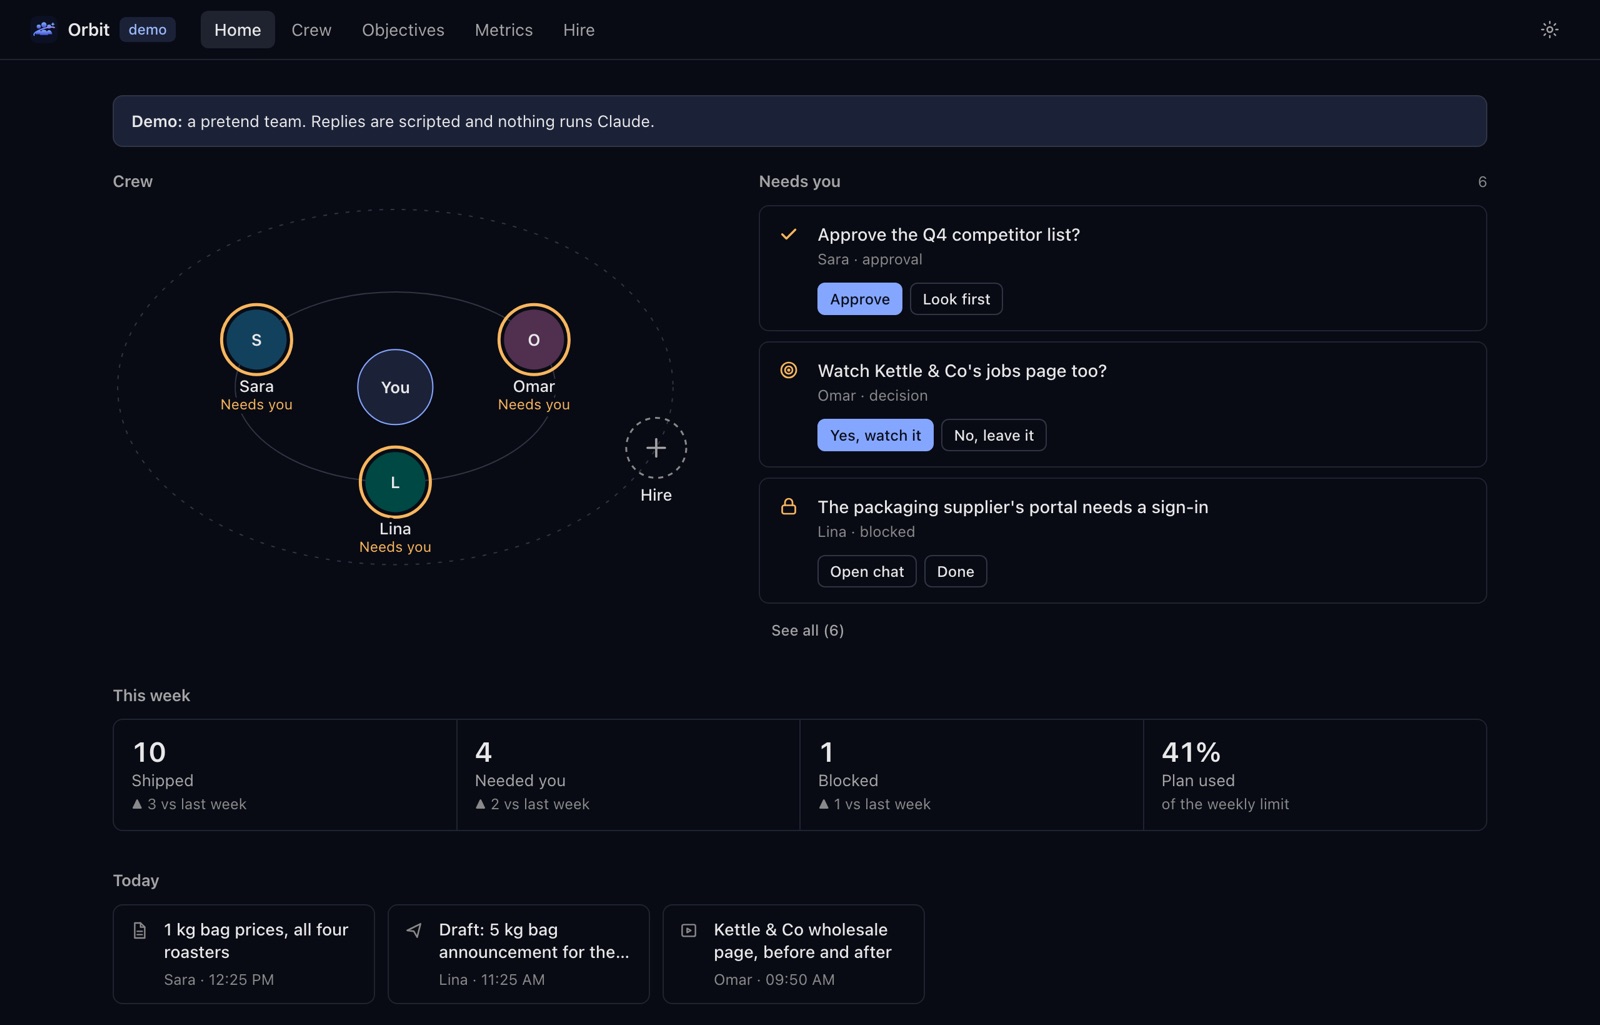 Orbit demo Home Crew Objectives Metrics Hire
Demo: a pretend team. Replies are scripted and nothing runs Claude.
Crew
S
Sara
Needs you
O
Omar
Needs you
You
L
Lina
Needs you
Hire
Needs you 6
Approve the Q4 competitor list?
Sara · approval
Approve Look first
Watch Kettle & Co's jobs page too?
Omar · decision
Yes, watch it No, leave it
The packaging supplier's portal needs a sign-in
Lina · blocked
Open chat Done
See all (6)
This week
10
Shipped
▲ 3 vs last week
4
Needed you
▲ 2 vs last week
1
Blocked
▲ 1 vs last week
41%
Plan used
of the weekly limit
Today
1 kg bag prices, all four
roasters
Sara · 12:25 PM
Draft: 5 kg bag
announcement for the...
Lina · 11:25 AM
Kettle & Co wholesale
page, before and after
Omar · 09:50 AM